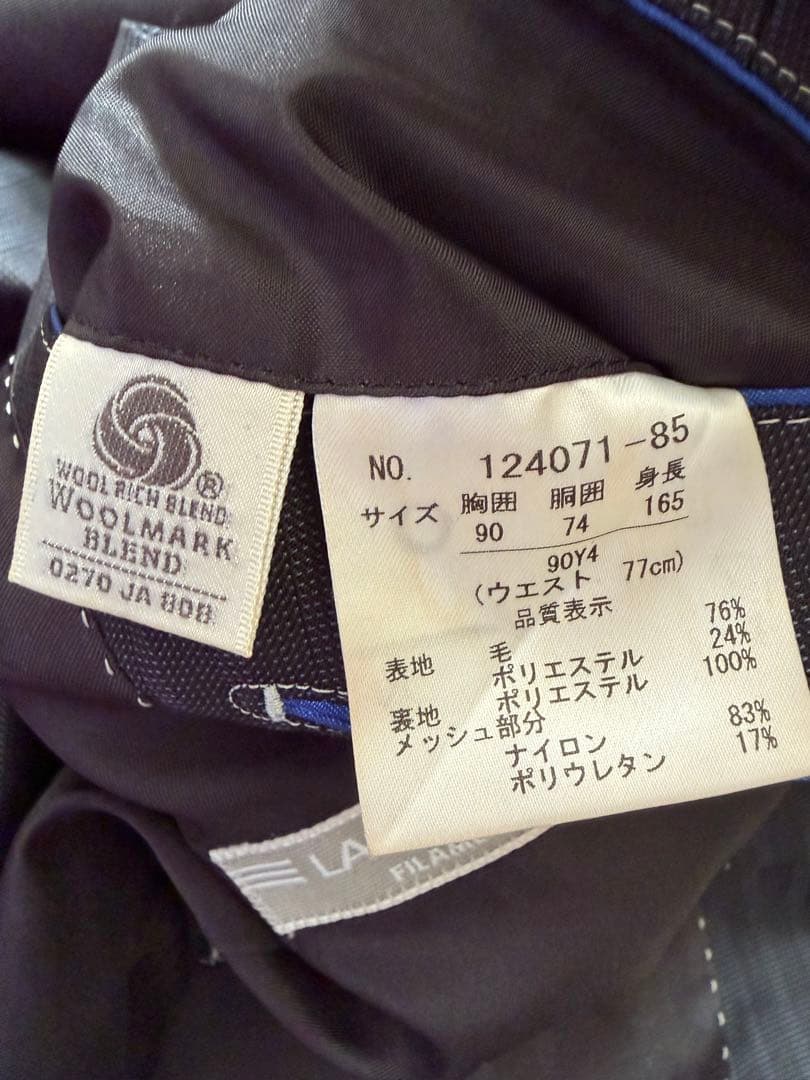 WOOL RICH BLEND ®
WOOLMARK
BLEND
0270 JA 808
NO. 124071-85
サイズ 胸囲 胴囲 身長
90 74 165
90Y4
(ウエスト 77cm)
品質表示
表地 毛 76%
ポリエステル 24%
裏地 ポリエステル 100%
メッシュ部分
ナイロン 83%
ポリウレタン 17%